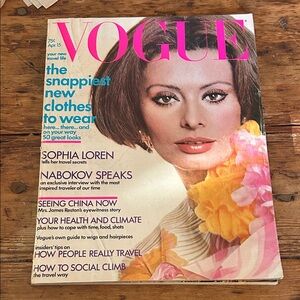 75¢
Apr 15
VOGUE
your new
travel life
the
snappiest
new
clothes
to wear
here... there... and
on your way
50 great looks
SOPHIA LOREN
tells her travel secrets
NABOKOV SPEAKS
an exclusive interview with the most
inspired traveler of our time
SEEING CHINA NOW
Mrs. James Reston's eyewitness story
YOUR HEALTH AND CLIMATE
plus how to cope with time, food, shots
Vogue's own guide to wigs and hairpieces
insiders' tips on
HOW PEOPLE REALLY TRAVEL
HOW TO SOCIAL CLIMB
the travel way